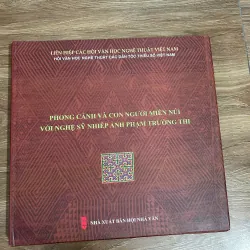 LIÊN HIỆP CÁC HỘI VĂN HỌC NGHỆ THUẬT VIỆT NAM
HỘI VĂN HỌC NGHỆ THUẬT CÁC DÂN TỘC THIỂU SỐ VIỆT NAM
PHONG CẢNH VÀ CON NGƯỜI MIỀN NÚI
VỚI NGHỆ SỸ NHIẾP ẢNH PHẠM TRƯỜNG THI
NHÀ XUẤT BẢN HỘI NHÀ VĂN